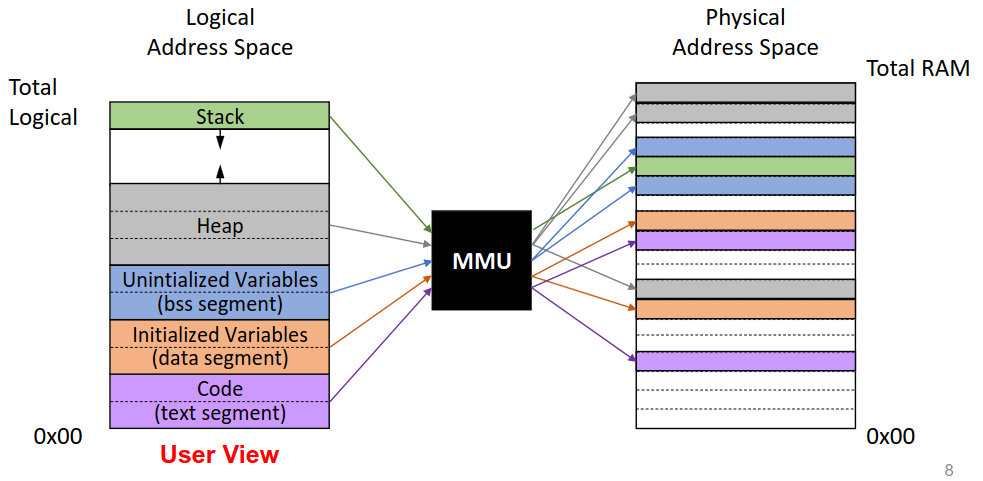 Logical
Address Space
Physical
Address Space
Total
Logical
Total RAM
Stack
Heap
Unintialized Variables
(bss segment)
Initialized Variables
(data segment)
Code
(text segment)
MMU
0x00
0x00
User View
8